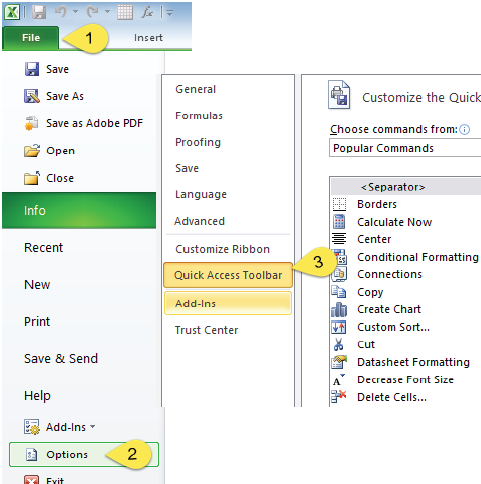 File
1
Insert
Save
Save As
Save as Adobe PDF
Open
Close
Info
Recent
New
Print
Save & Send
Help
Add-Ins
Options
2
Exit
General
Formulas
Proofing
Save
Language
Advanced
Customize Ribbon
3
Quick Access Toolbar
Add-Ins
Trust Center
Customize the Quick
Choose commands from:
Popular Commands
<Separator>
Borders
Calculate Now
Center
Conditional Formatting
Connections
Copy
Create Chart
Custom Sort...
Cut
Datasheet Formatting
Decrease Font Size
Delete Cells...